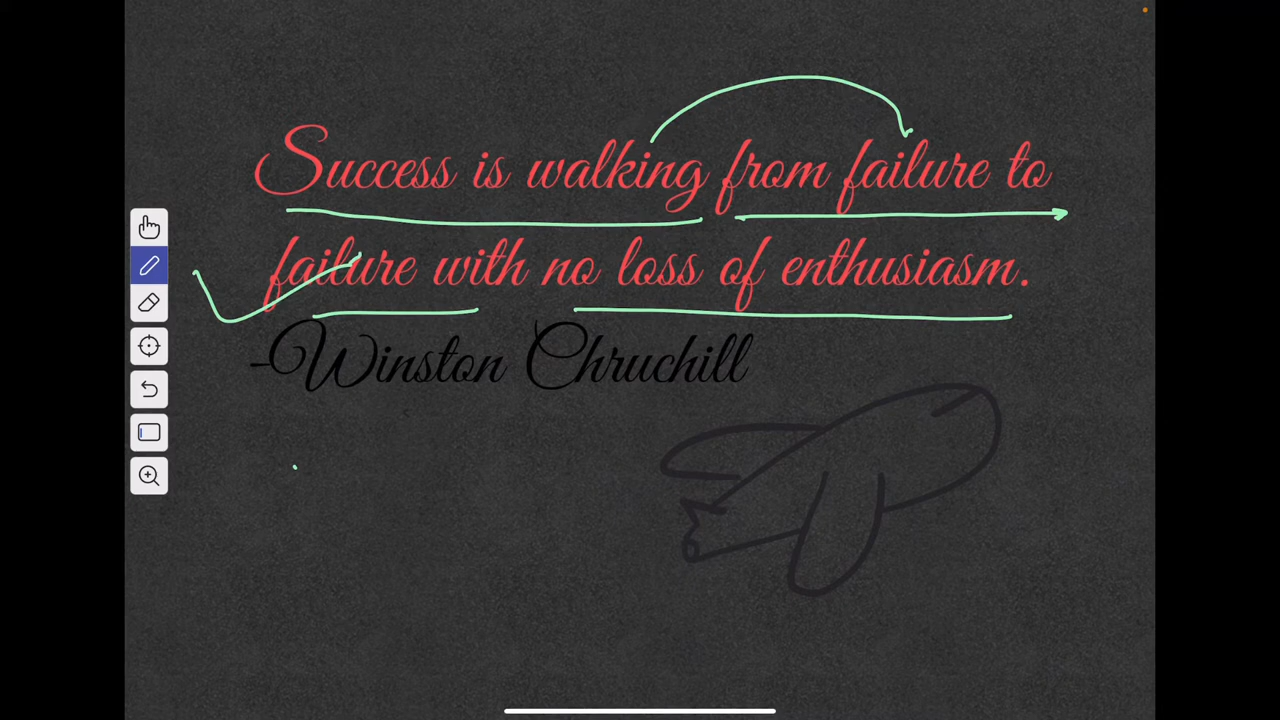 Success is walking from failure to
failure with no loss of enthusiasm.
-Winston Chruchill